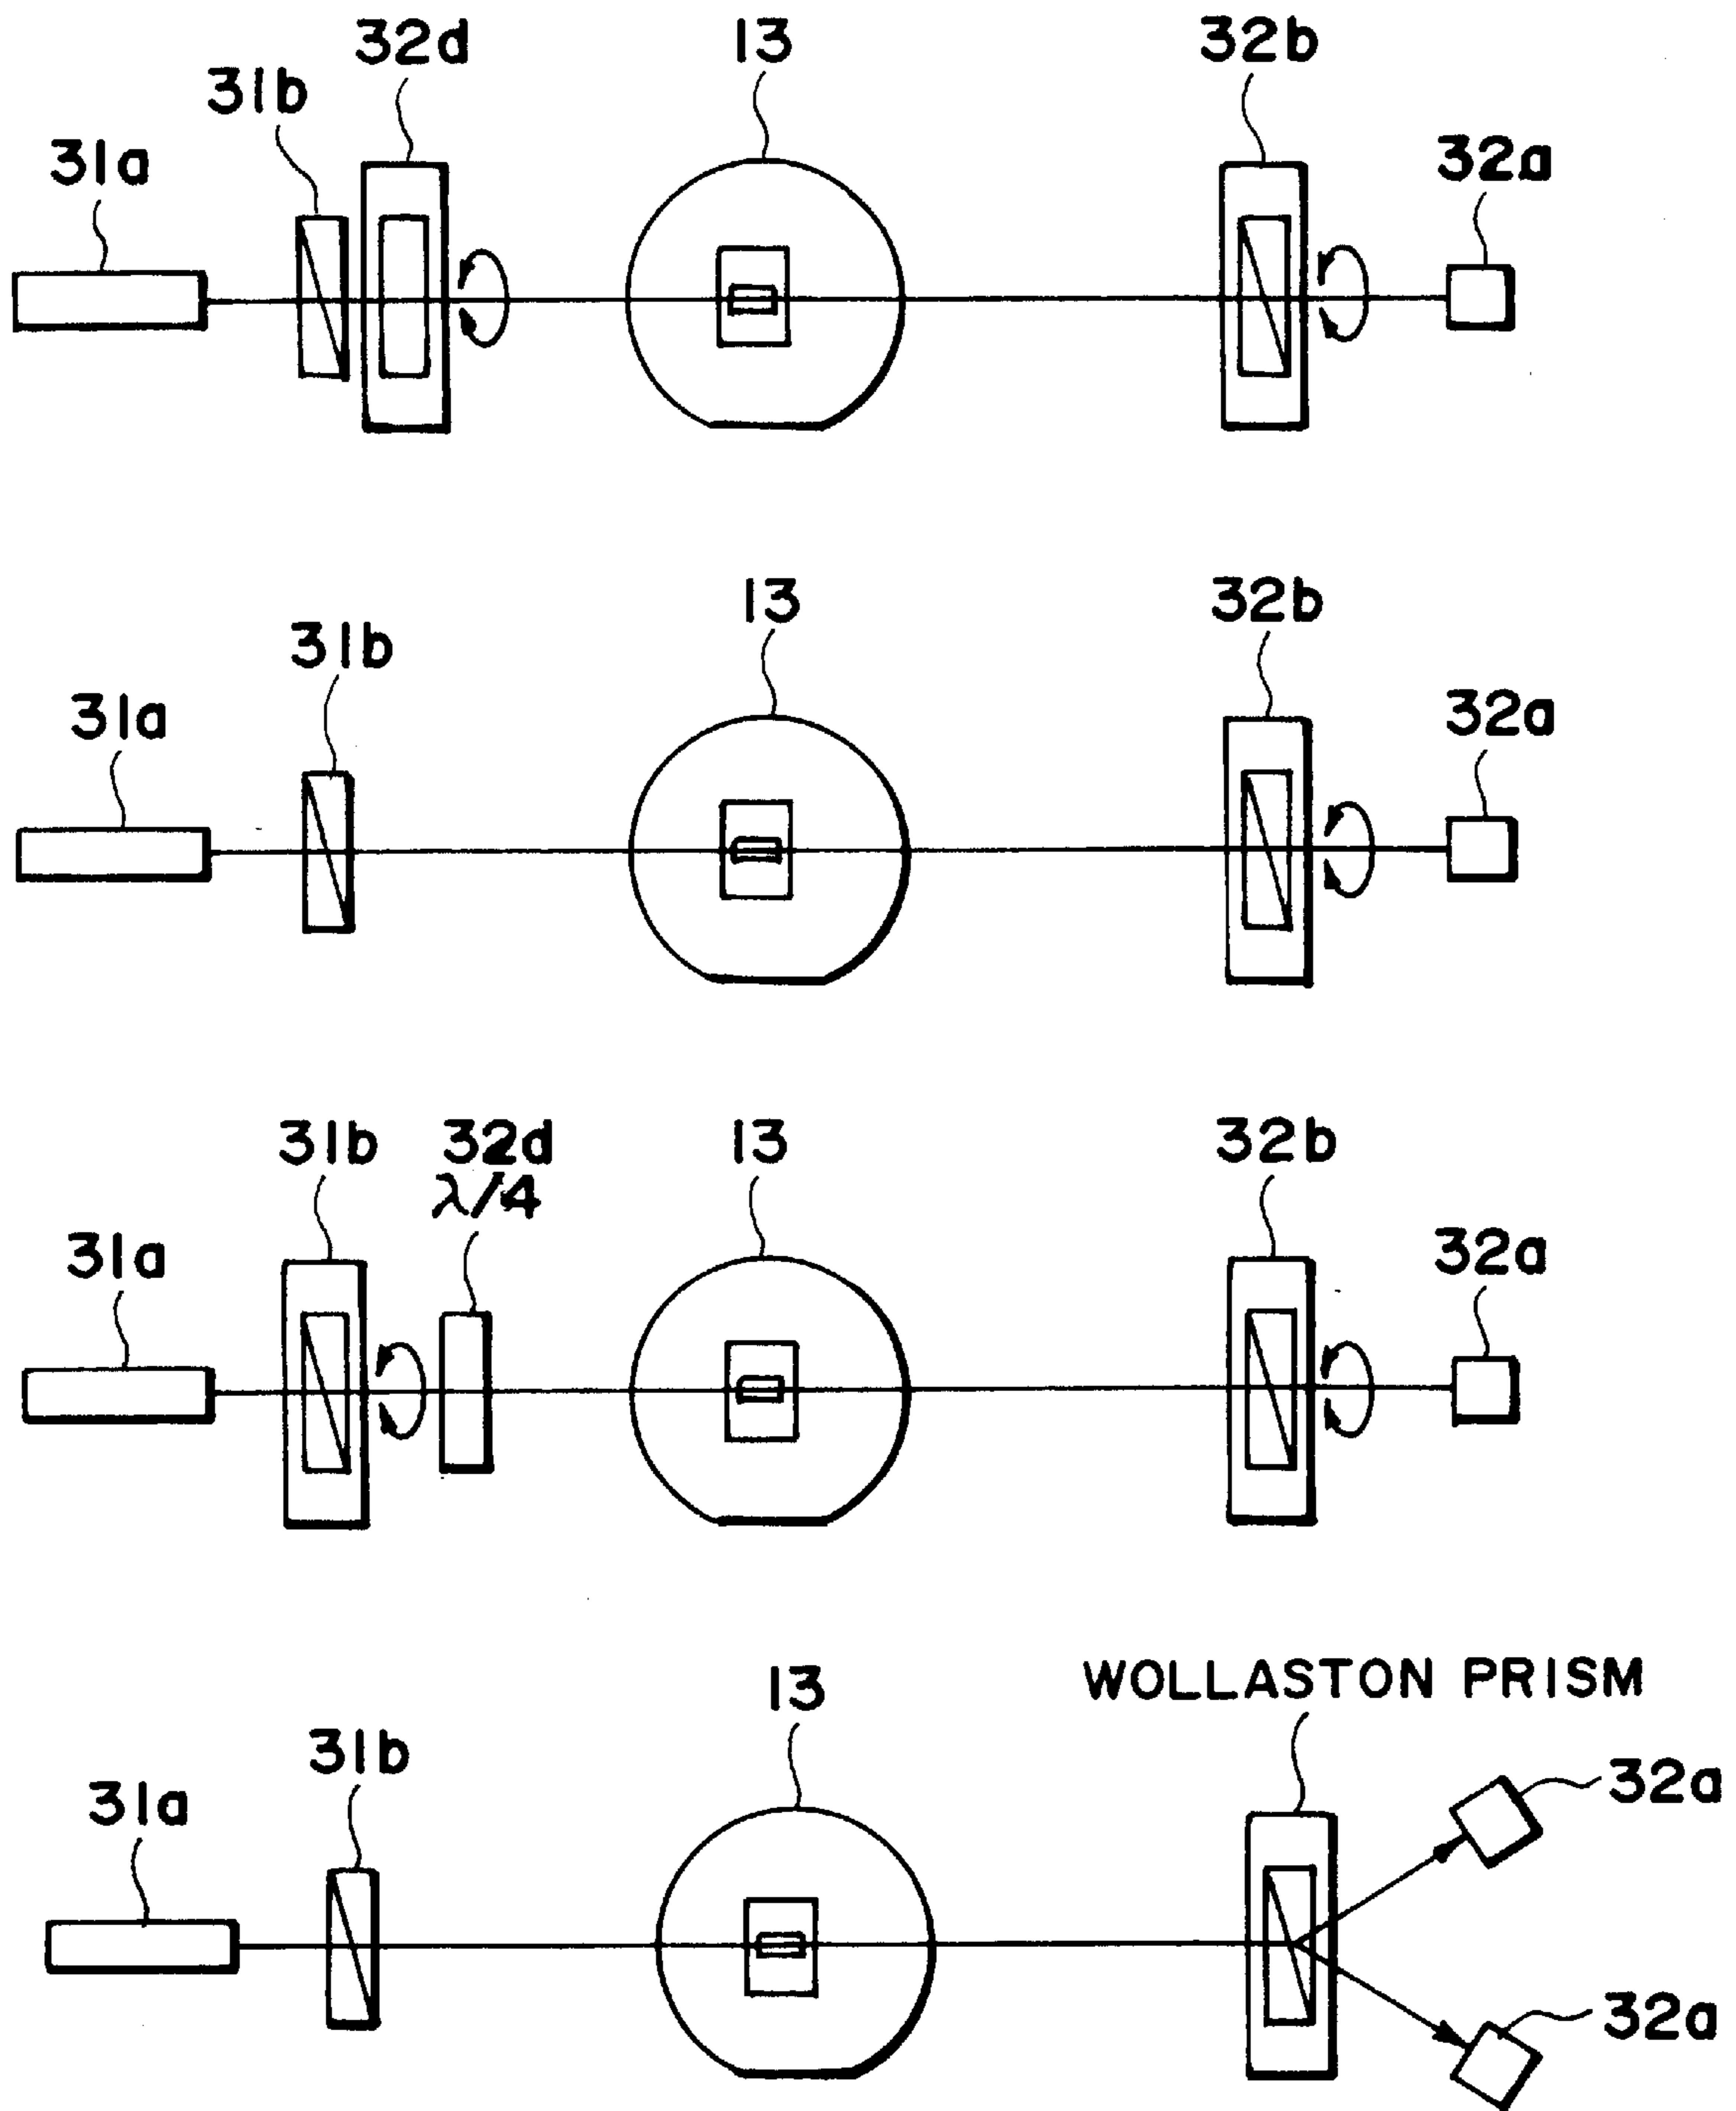 32d 13 32b
31b
31a 32a
13 32b
31b
31a 32a
31b 32d 13 32b
λ/4
31a 32a
WOLLASTON PRISM
13
31b
32a
31a
32a